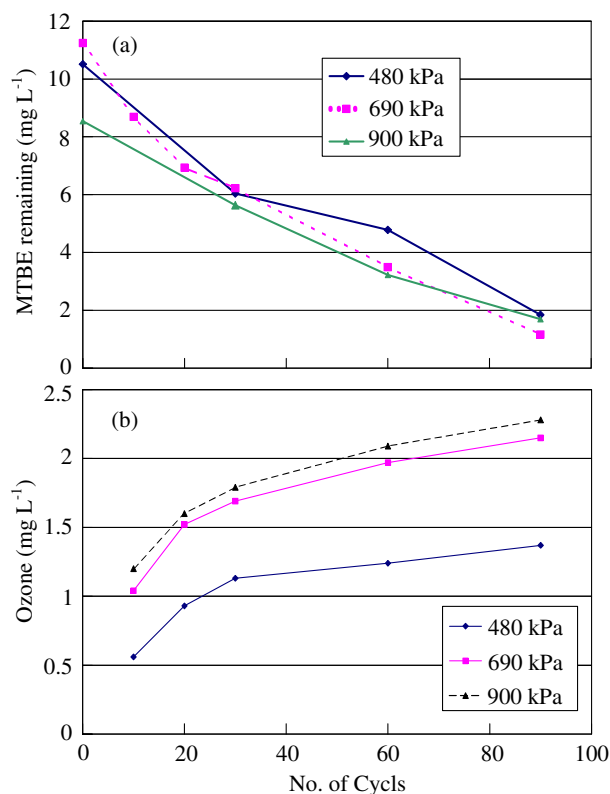 12
10
8
6
4
2
0
MTBE remaining (mg L⁻¹)
(a)
480 kPa
690 kPa
900 kPa
2.5
2
1.5
1
0.5
0
Ozone (mg L⁻¹)
(b)
480 kPa
690 kPa
900 kPa
0 20 40 60 80 100
No. of Cycls